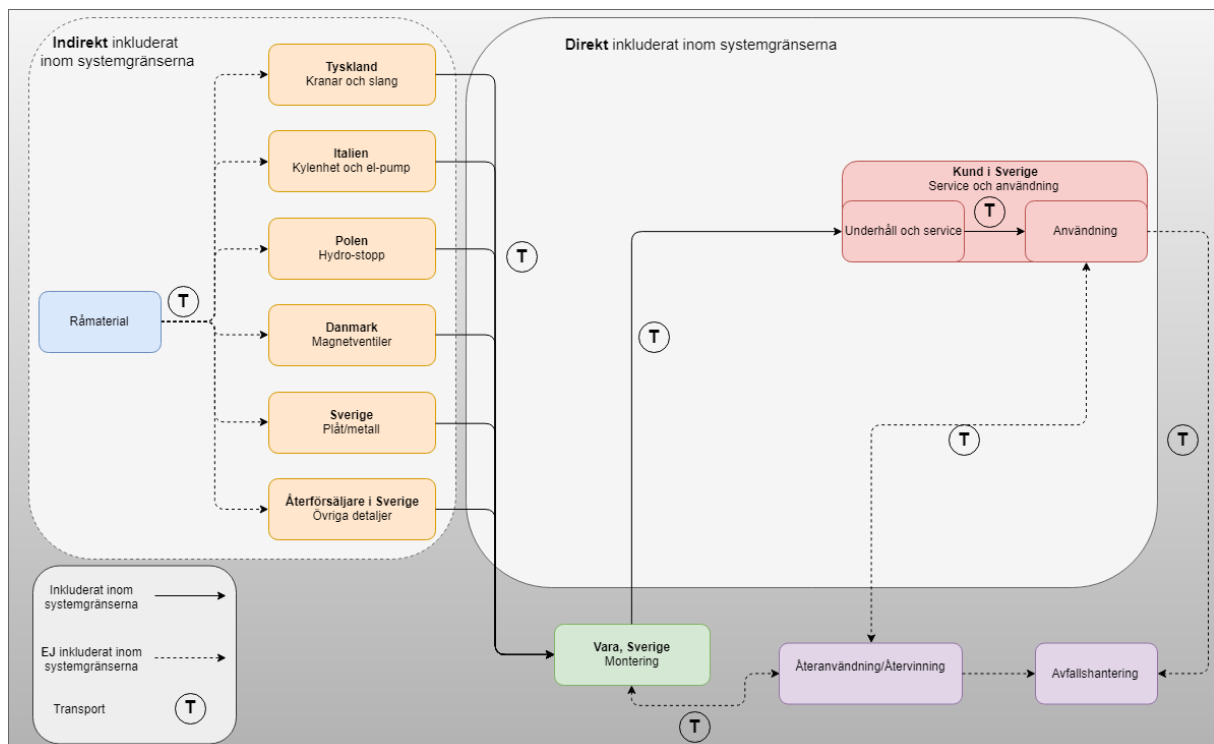 Indirekt inkluderat
inom systemgränserna
Direkt inkluderat inom systemgränserna
Tyskland
Kranar och slang
Italien
Kylenhet och el-pump
Polen
Hydro-stopp
Råmaterial
T
Danmark
Magnetventiler
Sverige
Plåt/metall
Återförsäljare i Sverige
Övriga detaljer
T
T
Kund i Sverige
Service och användning
Underhåll och service
T
Användning
T
T
Vara, Sverige
Montering
T
Återanvändning/Återvinning
Avfallshantering
Inkluderat inom
systemgränserna
EJ inkluderat inom
systemgränserna
Transport
T